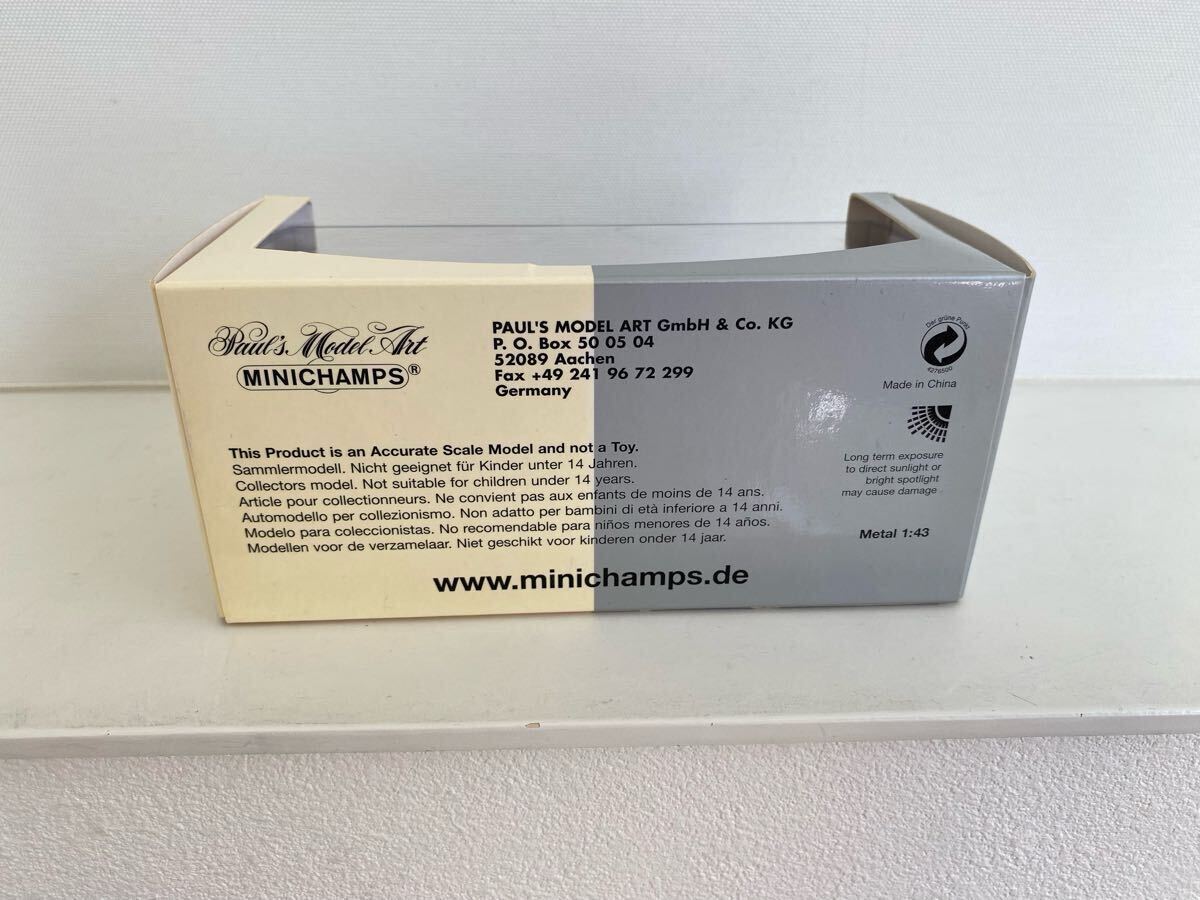 Paul's Model Art
MINICHAMPS®
PAUL'S MODEL ART GmbH & Co. KG
P. O. Box 50 05 04
52089 Aachen
Fax +49 241 96 72 299
Germany
Der grüne Punkt
4276500
Made in China
This Product is an Accurate Scale Model and not a Toy.
Sammlermodell. Nicht geeignet für Kinder unter 14 Jahren.
Collectors model. Not suitable for children under 14 years.
Article pour collectionneurs. Ne convient pas aux enfants de moins de 14 ans.
Automodello per collezionismo. Non adatto per bambini di età inferiore a 14 anni.
Modelo para coleccionistas. No recomendable para niños menores de 14 años.
Modellen voor de verzamelaar. Niet geschikt voor kinderen onder 14 jaar.
Long term exposure
to direct sunlight or
bright spotlight
may cause damage
Metal 1:43
www.minichamps.de